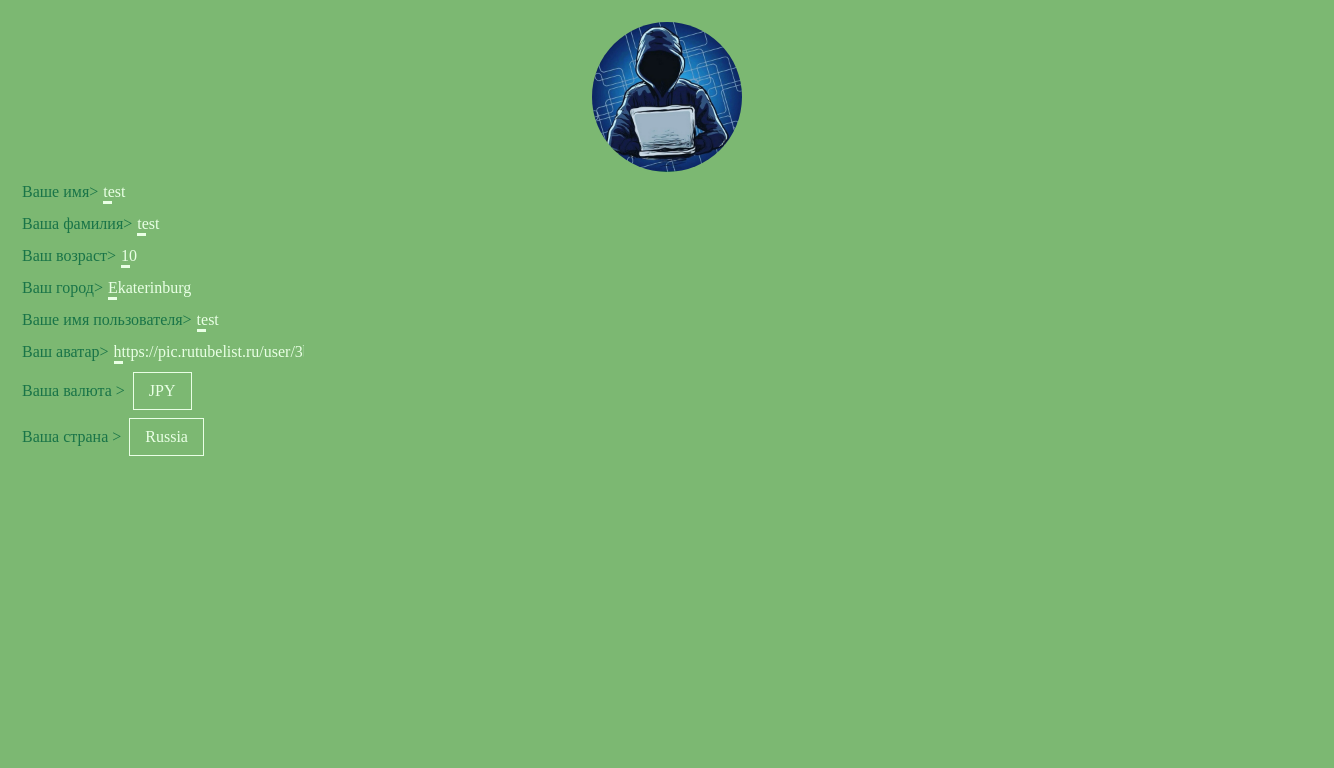 Ваше имя> test
Ваша фамилия> test
Ваш возраст> 10
Ваш город> Ekaterinburg
Ваше имя пользователя> test
Ваш аватар> https://pic.rutubelist.ru/user/3
Ваша валюта > JPY
Ваша страна > Russia